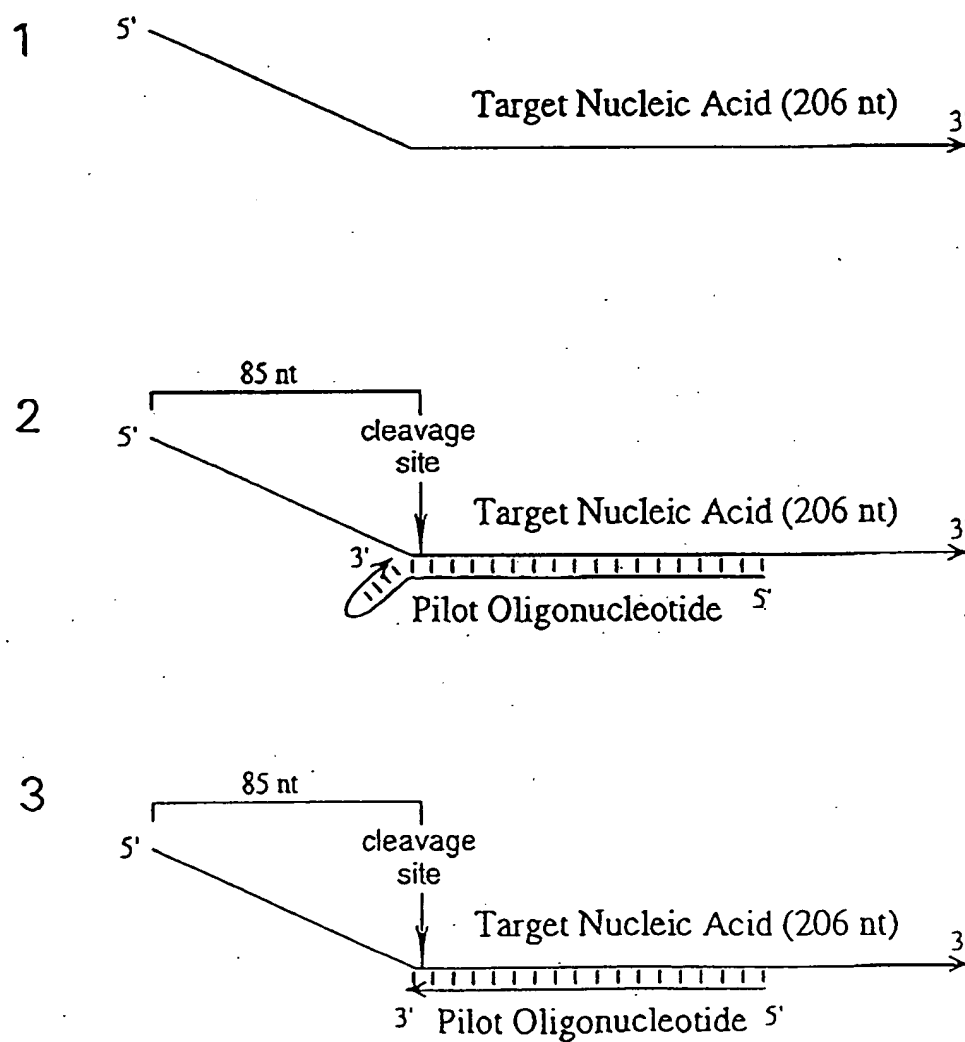 1
5'
Target Nucleic Acid (206 nt)
3
2
85 nt
5'
cleavage
site
Target Nucleic Acid (206 nt)
3
3'
Pilot Oligonucleotide
5'
3
85 nt
5'
cleavage
site
Target Nucleic Acid (206 nt)
3
3'
Pilot Oligonucleotide
5'